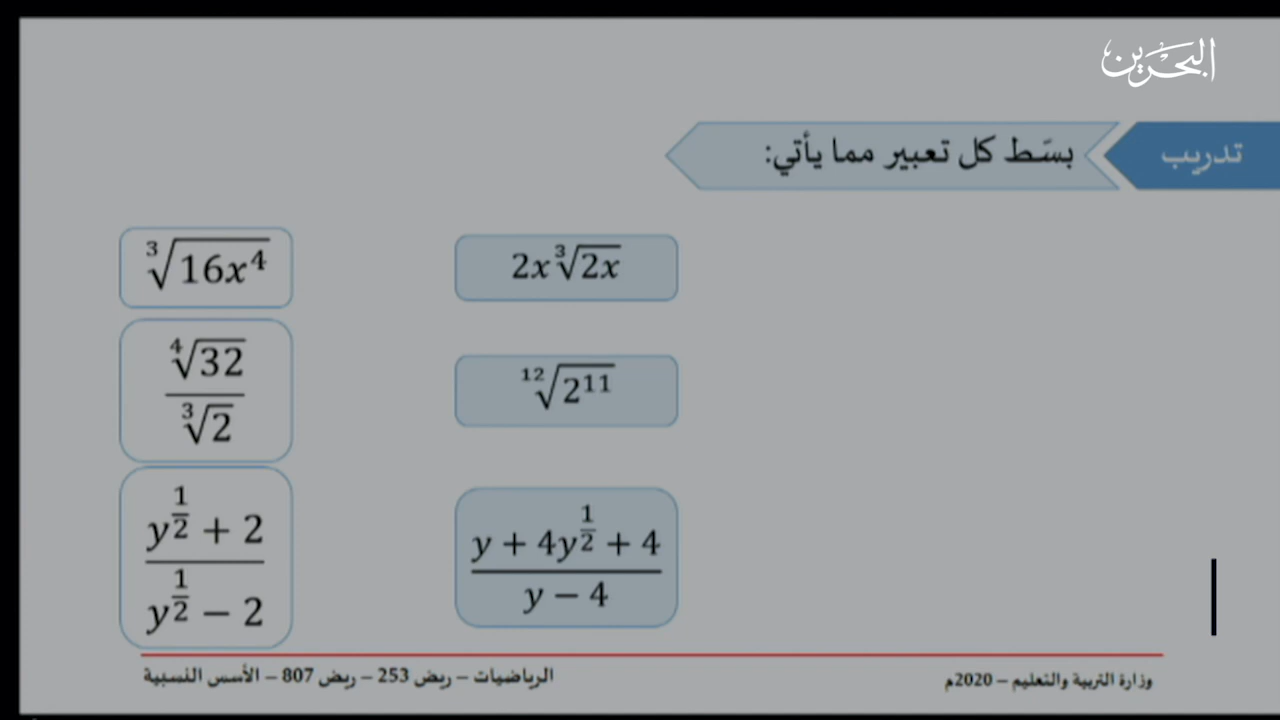 البحرين
تدريب بسّط كل تعبير مما يأتي:
∛(16x⁴) 2x∛(2x)
∜32 / ∛2 ¹²√(2¹¹)
(y^(1/2) + 2) / (y^(1/2) − 2) (y + 4y^(1/2) + 4) / (y − 4)
وزارة التربية والتعليم – 2020م الرياضيات – ريض 253 – ريض 807 – الأسس النسبية